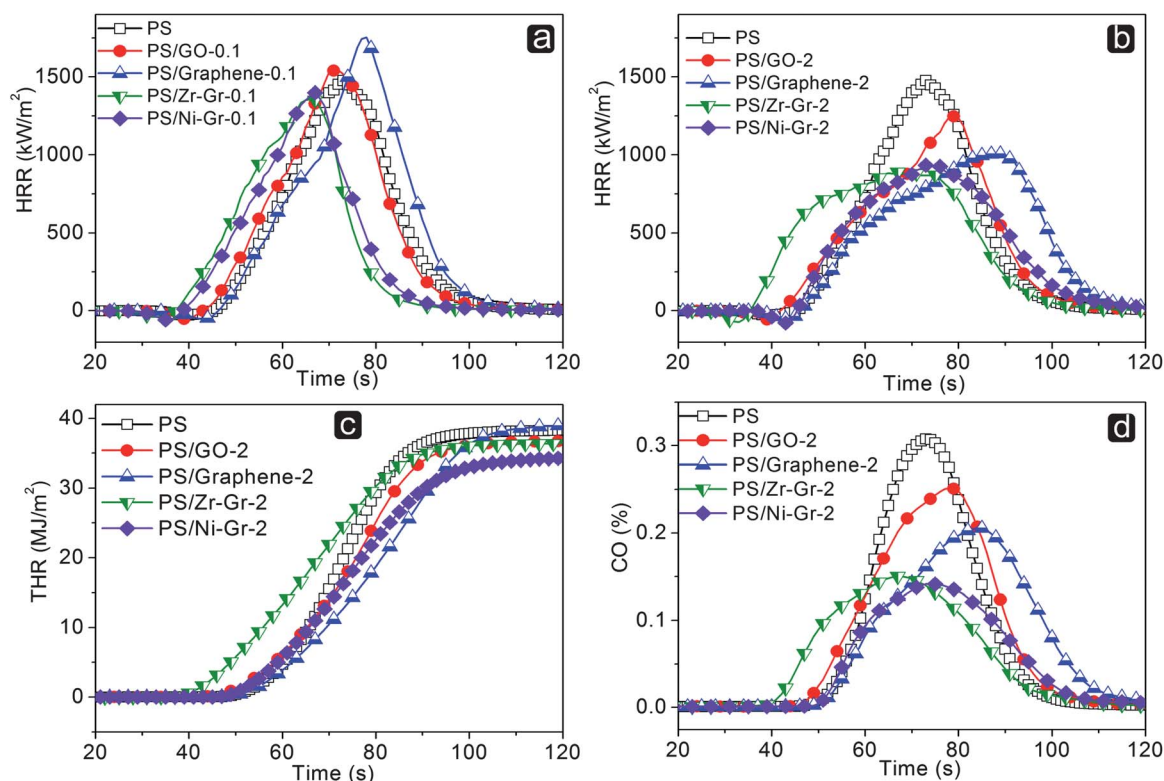 a
PS
PS/GO-0.1
PS/Graphene-0.1
PS/Zr-Gr-0.1
PS/Ni-Gr-0.1
HRR (kW/m²)
1500
1000
500
0
20 40 60 80 100 120
Time (s)
b
PS
PS/GO-2
PS/Graphene-2
PS/Zr-Gr-2
PS/Ni-Gr-2
HRR (kW/m²)
1500
1000
500
0
20 40 60 80 100 120
Time (s)
c
PS
PS/GO-2
PS/Graphene-2
PS/Zr-Gr-2
PS/Ni-Gr-2
THR (MJ/m²)
40
30
20
10
0
20 40 60 80 100 120
Time (s)
d
PS
PS/GO-2
PS/Graphene-2
PS/Zr-Gr-2
PS/Ni-Gr-2
CO (%)
0.3
0.2
0.1
0.0
20 40 60 80 100 120
Time (s)